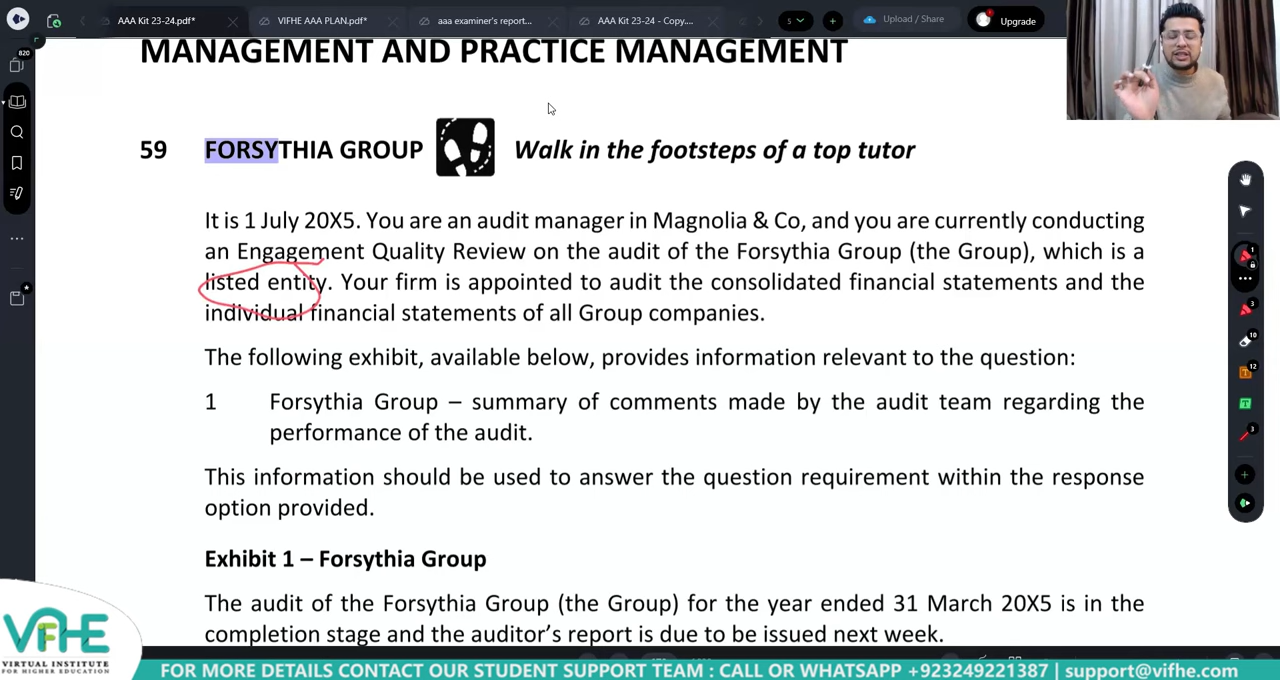 AAA Kit 23-24.pdf*
VIFHE AAA PLAN.pdf*
aaa examiner's report...
AAA Kit 23-24 - Copy....
5
Upload / Share
Upgrade
820
MANAGEMENT AND PRACTICE MANAGEMENT
59 FORSYTHIA GROUP Walk in the footsteps of a top tutor
It is 1 July 20X5. You are an audit manager in Magnolia & Co, and you are currently conducting
an Engagement Quality Review on the audit of the Forsythia Group (the Group), which is a
listed entity. Your firm is appointed to audit the consolidated financial statements and the
individual financial statements of all Group companies.
The following exhibit, available below, provides information relevant to the question:
1 Forsythia Group – summary of comments made by the audit team regarding the
performance of the audit.
This information should be used to answer the question requirement within the response
option provided.
Exhibit 1 – Forsythia Group
The audit of the Forsythia Group (the Group) for the year ended 31 March 20X5 is in the
completion stage and the auditor's report is due to be issued next week.
1
3
10
12
3
VIFHE
VIRTUAL INSTITUTE
FOR HIGHER EDUCATION
FOR MORE DETAILS CONTACT OUR STUDENT SUPPORT TEAM : CALL OR WHATSAPP +923249221387 | support@vifhe.com